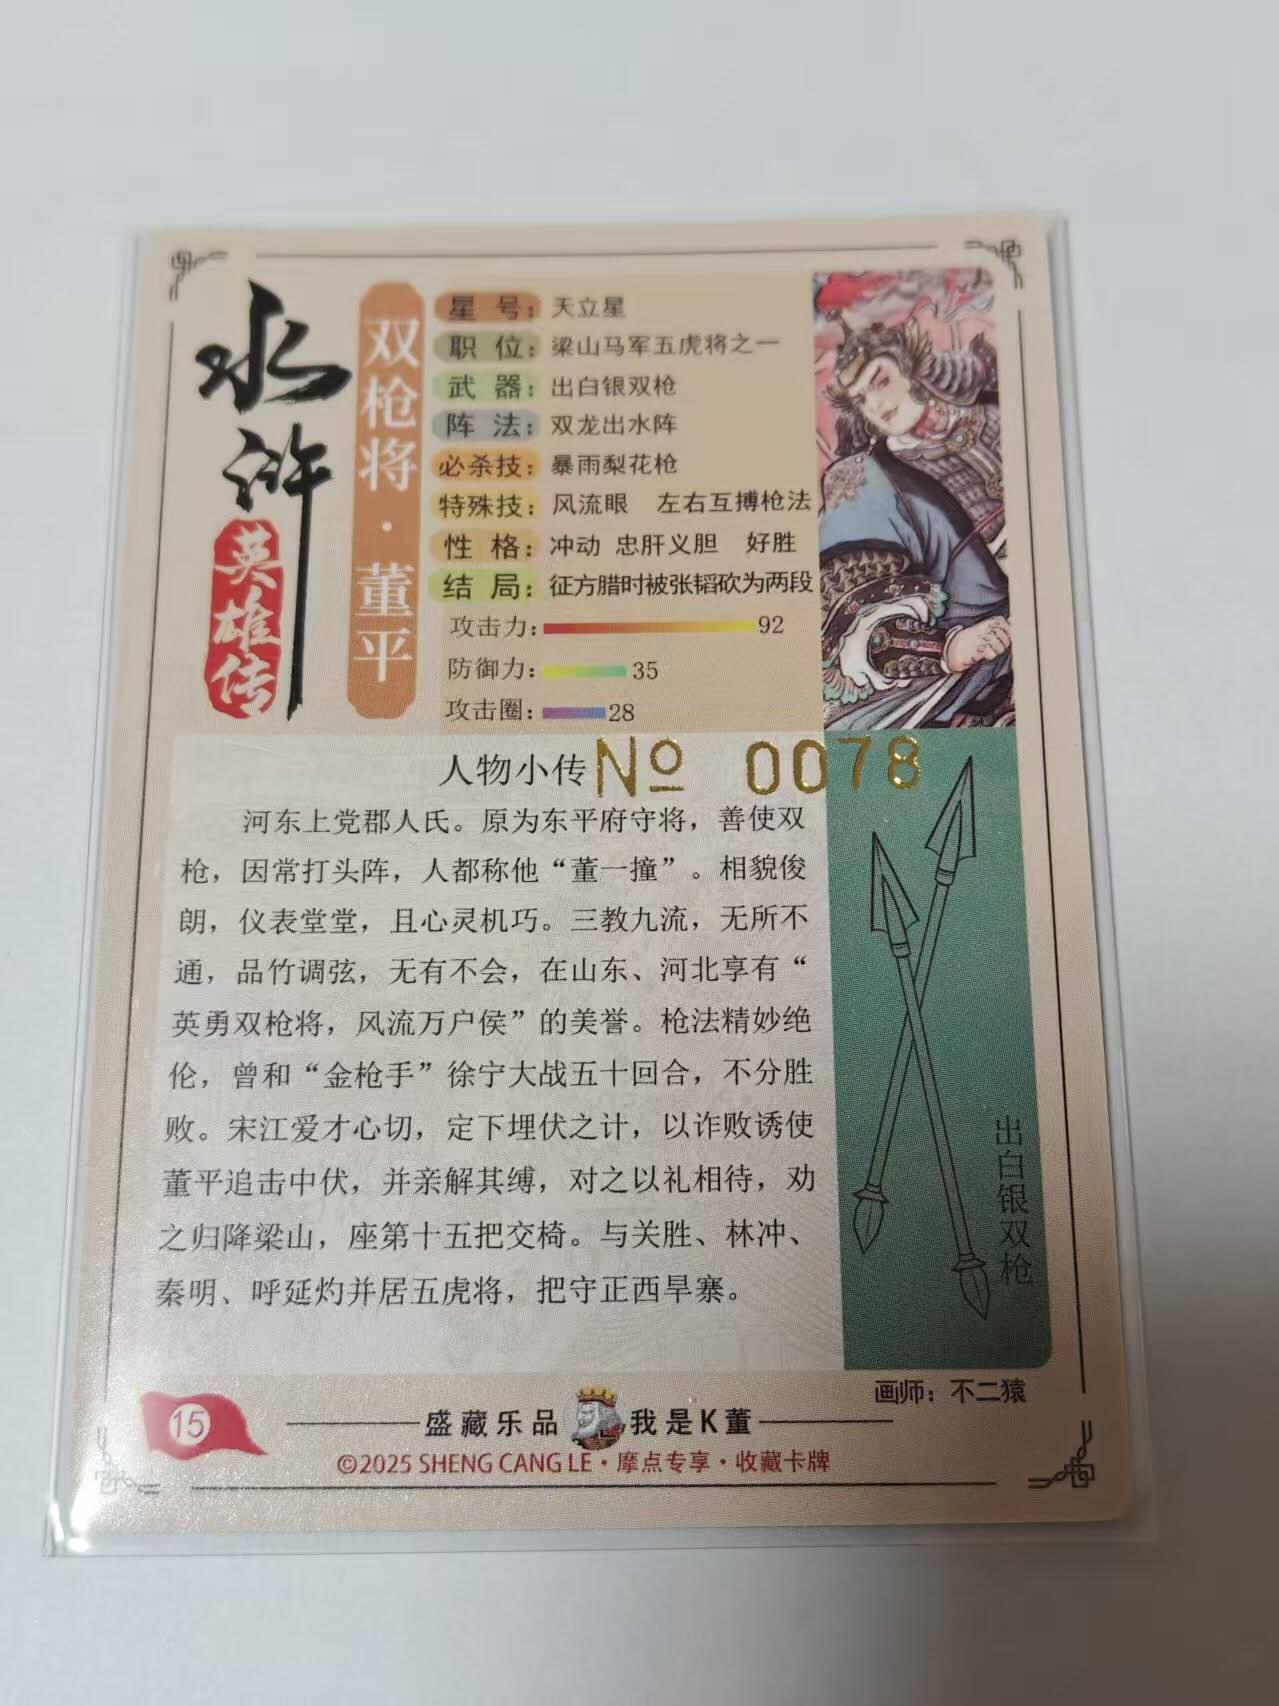 水浒
英雄传
双枪将·董平
星 号：天立星
职 位：梁山马军五虎将之一
武 器：出白银双枪
阵 法：双龙出水阵
必杀技：暴雨梨花枪
特殊技：风流眼 左右互搏枪法
性 格：冲动 忠肝义胆 好胜
结 局：征方腊时被张韬砍为两段
攻击力：92
防御力：35
攻击圈：28
人物小传
№ 0078
河东上党郡人氏。原为东平府守将，善使双
枪，因常打头阵，人都称他“董一撞”。相貌俊
朗，仪表堂堂，且心灵机巧。三教九流，无所不
通，品竹调弦，无有不会，在山东、河北享有“
英勇双枪将，风流万户侯”的美誉。枪法精妙绝
伦，曾和“金枪手”徐宁大战五十回合，不分胜
败。宋江爱才心切，定下埋伏之计，以诈败诱使
董平追击中伏，并亲解其缚，对之以礼相待，劝
之归降梁山，座第十五把交椅。与关胜、林冲、
秦明、呼延灼并居五虎将，把守正西旱寨。
出白银双枪
画师：不二猿
15
盛藏乐品 我是K董
©2025 SHENG CANG LE·摩点专享·收藏卡牌